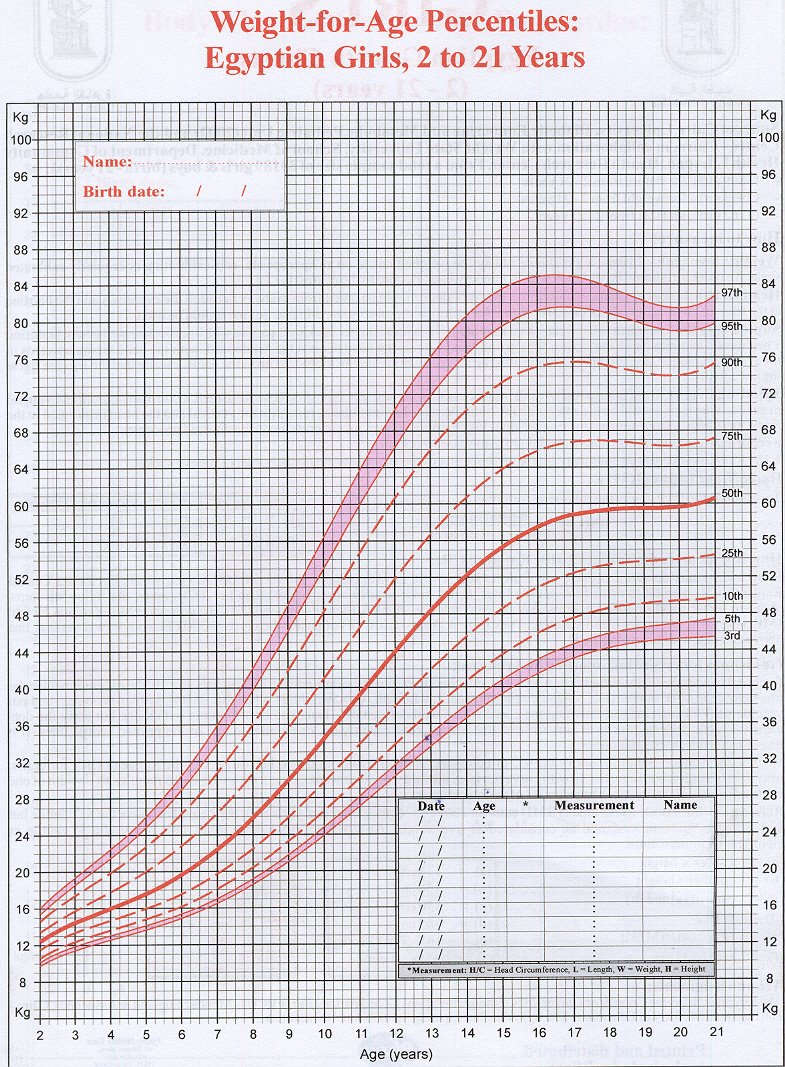 Weight-for-Age Percentiles:
Egyptian Girls, 2 to 21 Years
Kg Kg
100 100
Name:
96 96
Birth date: / /
92 92
88 88
84 84
97th
80 80
95th
76 76
90th
72 72
68 68
75th
64 64
60 60
50th
56 56
25th
52 52
10th
48 48
5th
3rd
44 44
40 40
36 36
32 32
28 28
Date Age * Measurement Name
/ / : :
24 24
/ / : :
/ / : :
20 20
/ / : :
/ / : :
16 16
/ / : :
/ / : :
12 12
/ / : :
/ / : :
/ / : :
*Measurement: H/C = Head Circumference, L = Length, W = Weight, H = Height
8 8
Kg Kg
2 3 4 5 6 7 8 9 10 11 12 13 14 15 16 17 18 19 20 21
Age (years)